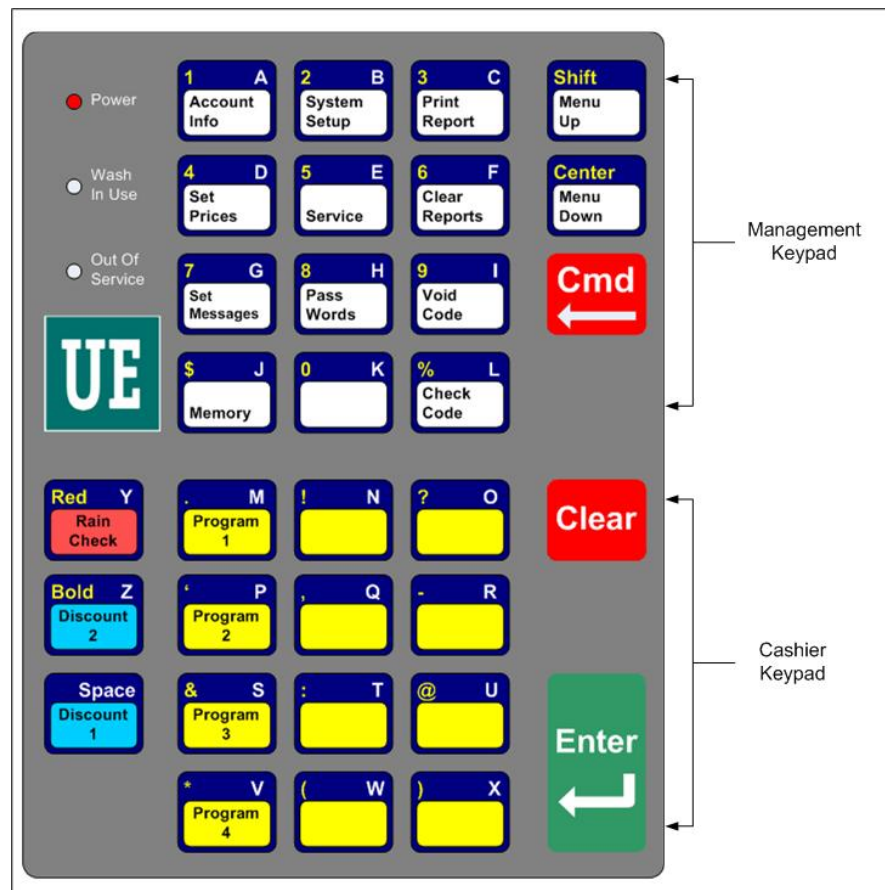 Power
Wash
In Use
Out Of
Service
UE
1 A
Account
Info
2 B
System
Setup
3 C
Print
Report
Shift
Menu
Up
4 D
Set
Prices
5 E
Service
6 F
Clear
Reports
Center
Menu
Down
7 G
Set
Messages
8 H
Pass
Words
9 I
Void
Code
Cmd
$ J
Memory
0 K
% L
Check
Code
Management
Keypad
Red Y
Rain
Check
. M
Program
1
! N
? O
Clear
Bold Z
Discount
2
‘ P
Program
2
, Q
- R
Space
Discount
1
& S
Program
3
: T
@ U
Enter
* V
Program
4
( W
) X
Cashier
Keypad